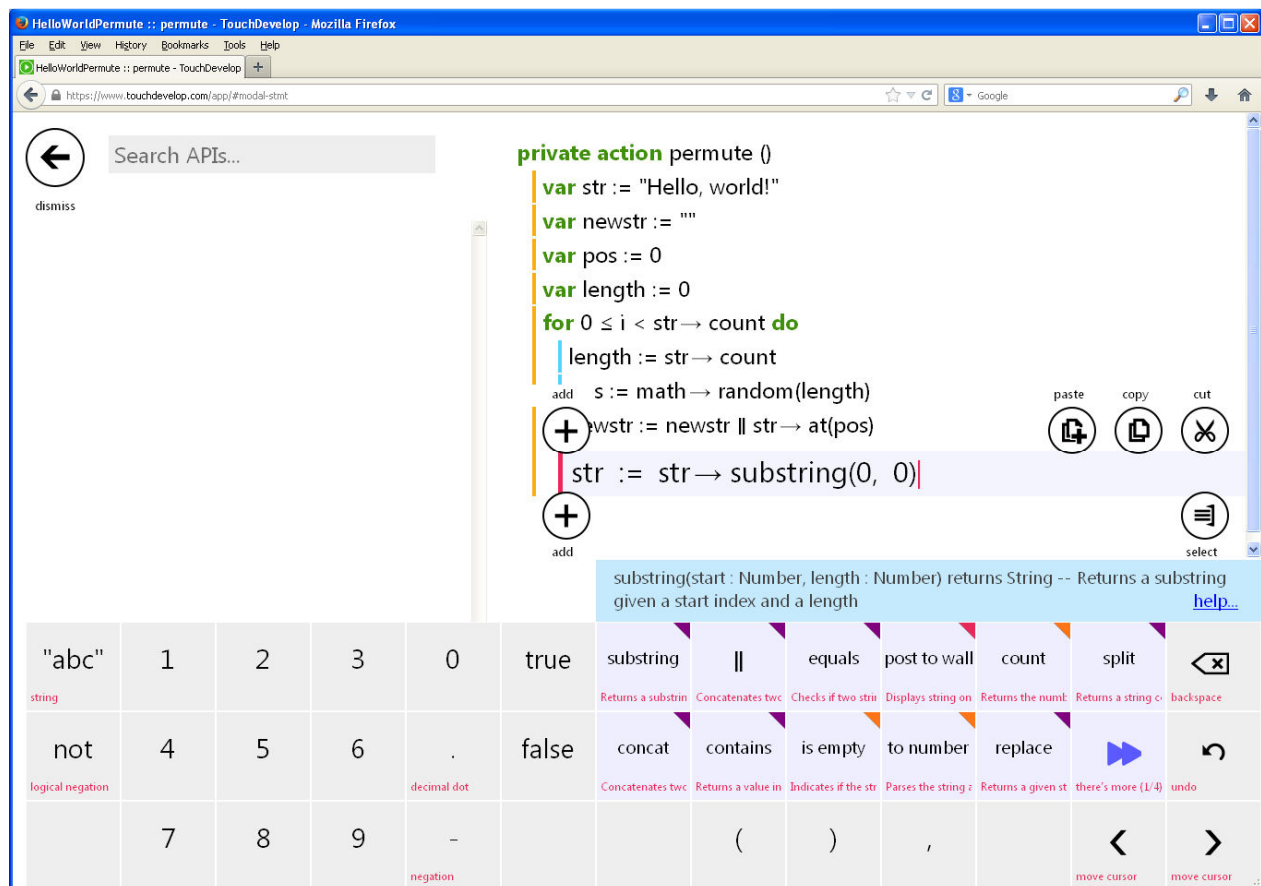 HelloWorldPermute :: permute - TouchDevelop - Mozilla Firefox
File Edit View History Bookmarks Tools Help
HelloWorldPermute :: permute - TouchDevelop +
https://www.touchdevelop.com/app/#modal-stmt
8 Google
Search APIs...
dismiss
private action permute ()
var str := "Hello, world!"
var newstr := ""
var pos := 0
var length := 0
for 0 ≤ i < str→ count do
length := str→ count
add s := math→ random(length) paste copy cut
wstr := newstr || str→ at(pos)
str := str→ substring(0, 0)
add select
substring(start : Number, length : Number) returns String -- Returns a substring
given a start index and a length help...
"abc" 1 2 3 0 true substring || equals post to wall count split
string Returns a substrin Concatenates twc Checks if two strir Displays string on Returns the numb Returns a string c backspace
not 4 5 6 . false concat contains is empty to number replace
logical negation decimal dot Concatenates twc Returns a value in Indicates if the str Parses the string a Returns a given st there's more (1/4) undo
7 8 9 - ( ) ,
negation move cursor move cursor